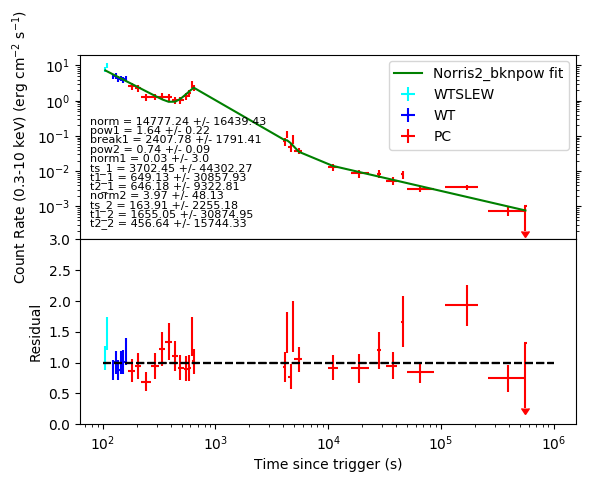 Count Rate (0.3-10 keV) (erg cm⁻² s⁻¹)
10¹
10⁰
10⁻¹
10⁻²
10⁻³
Norris2_bknpow fit
WTSLEW
WT
PC
norm = 14777.24 +/- 16439.43
pow1 = 1.64 +/- 0.22
break1 = 2407.78 +/- 1791.41
pow2 = 0.74 +/- 0.09
norm1 = 0.03 +/- 3.0
ts_1 = 3702.45 +/- 44302.27
t1_1 = 649.13 +/- 30857.93
t2_1 = 646.18 +/- 9322.81
norm2 = 3.97 +/- 48.13
ts_2 = 163.91 +/- 2255.18
t1_2 = 1655.05 +/- 30874.95
t2_2 = 456.64 +/- 15744.33
Residual
3.0
2.5
2.0
1.5
1.0
0.5
0.0
10² 10³ 10⁴ 10⁵ 10⁶
Time since trigger (s)